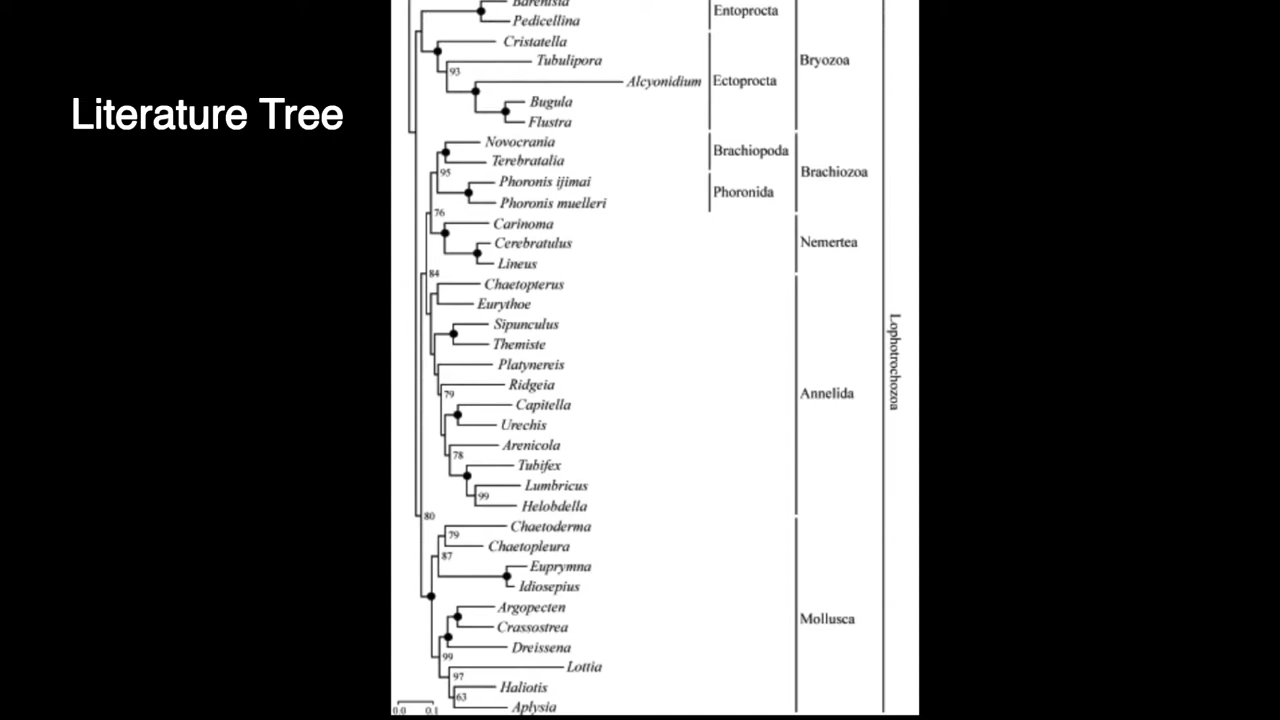 Literature Tree
Barentsia
Pedicellina
Entoprocta
Cristatella
Tubulipora
93
Alcyonidium
Bugula
Flustra
Ectoprocta
Bryozoa
Novocrania
Terebratalia
Brachiopoda
95
Phoronis ijimai
Phoronis muelleri
Phoronida
Brachiozoa
76
Carinoma
Cerebratulus
Lineus
Nemertea
84
Chaetopterus
Eurythoe
Sipunculus
Themiste
Platynereis
Ridgeia
79
Capitella
Urechis
Arenicola
78
Tubifex
Lumbricus
99
Helobdella
Annelida
Lophotrochozoa
80
Chaetoderma
79
Chaetopleura
87
Euprymna
Idiosepius
Argopecten
Crassostrea
Dreissena
99
Lottia
97
Haliotis
63
Aplysia
Mollusca
0.0 0.1